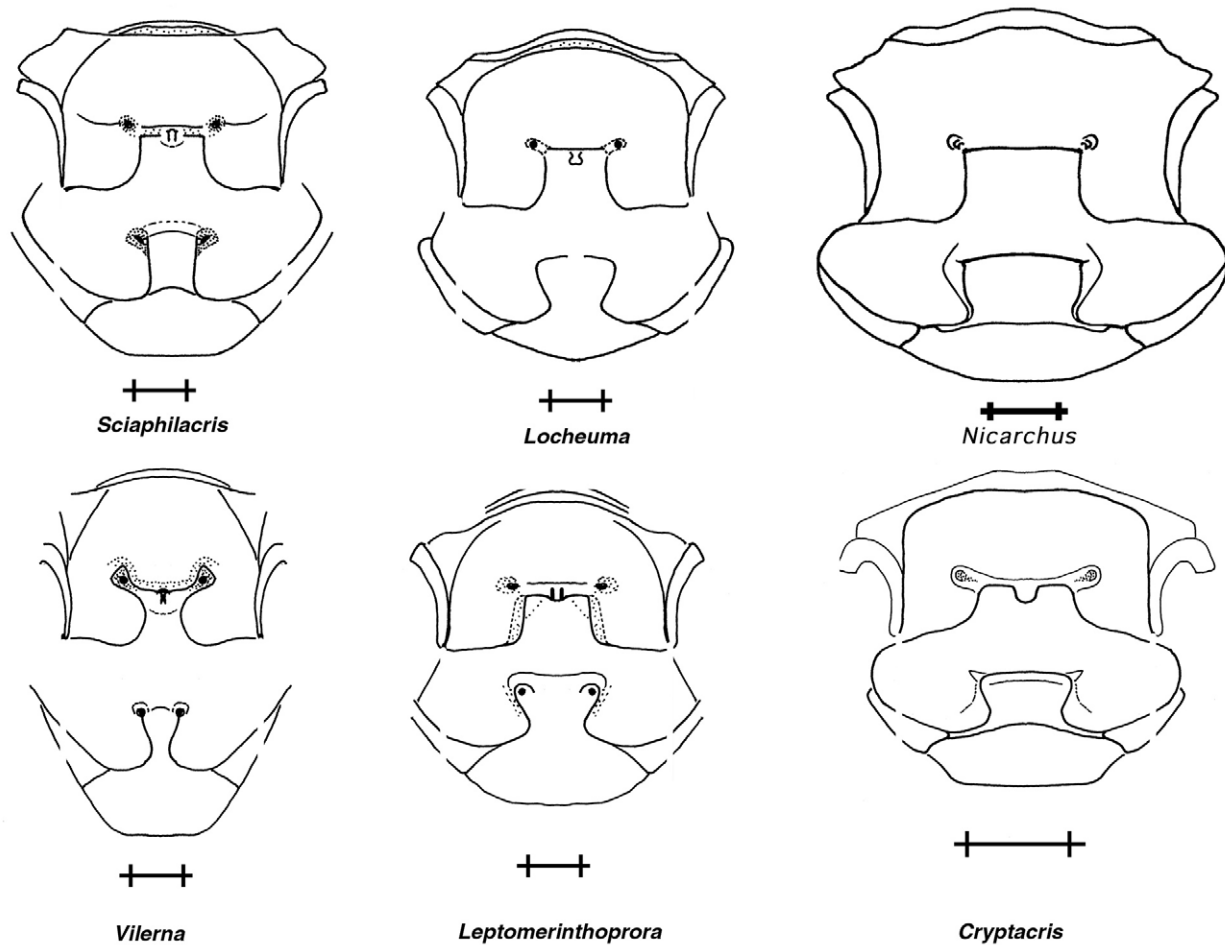 Sciaphilacris
Locheuma
Nicarchus
Vilerna
Leptomerinthoprora
Cryptacris